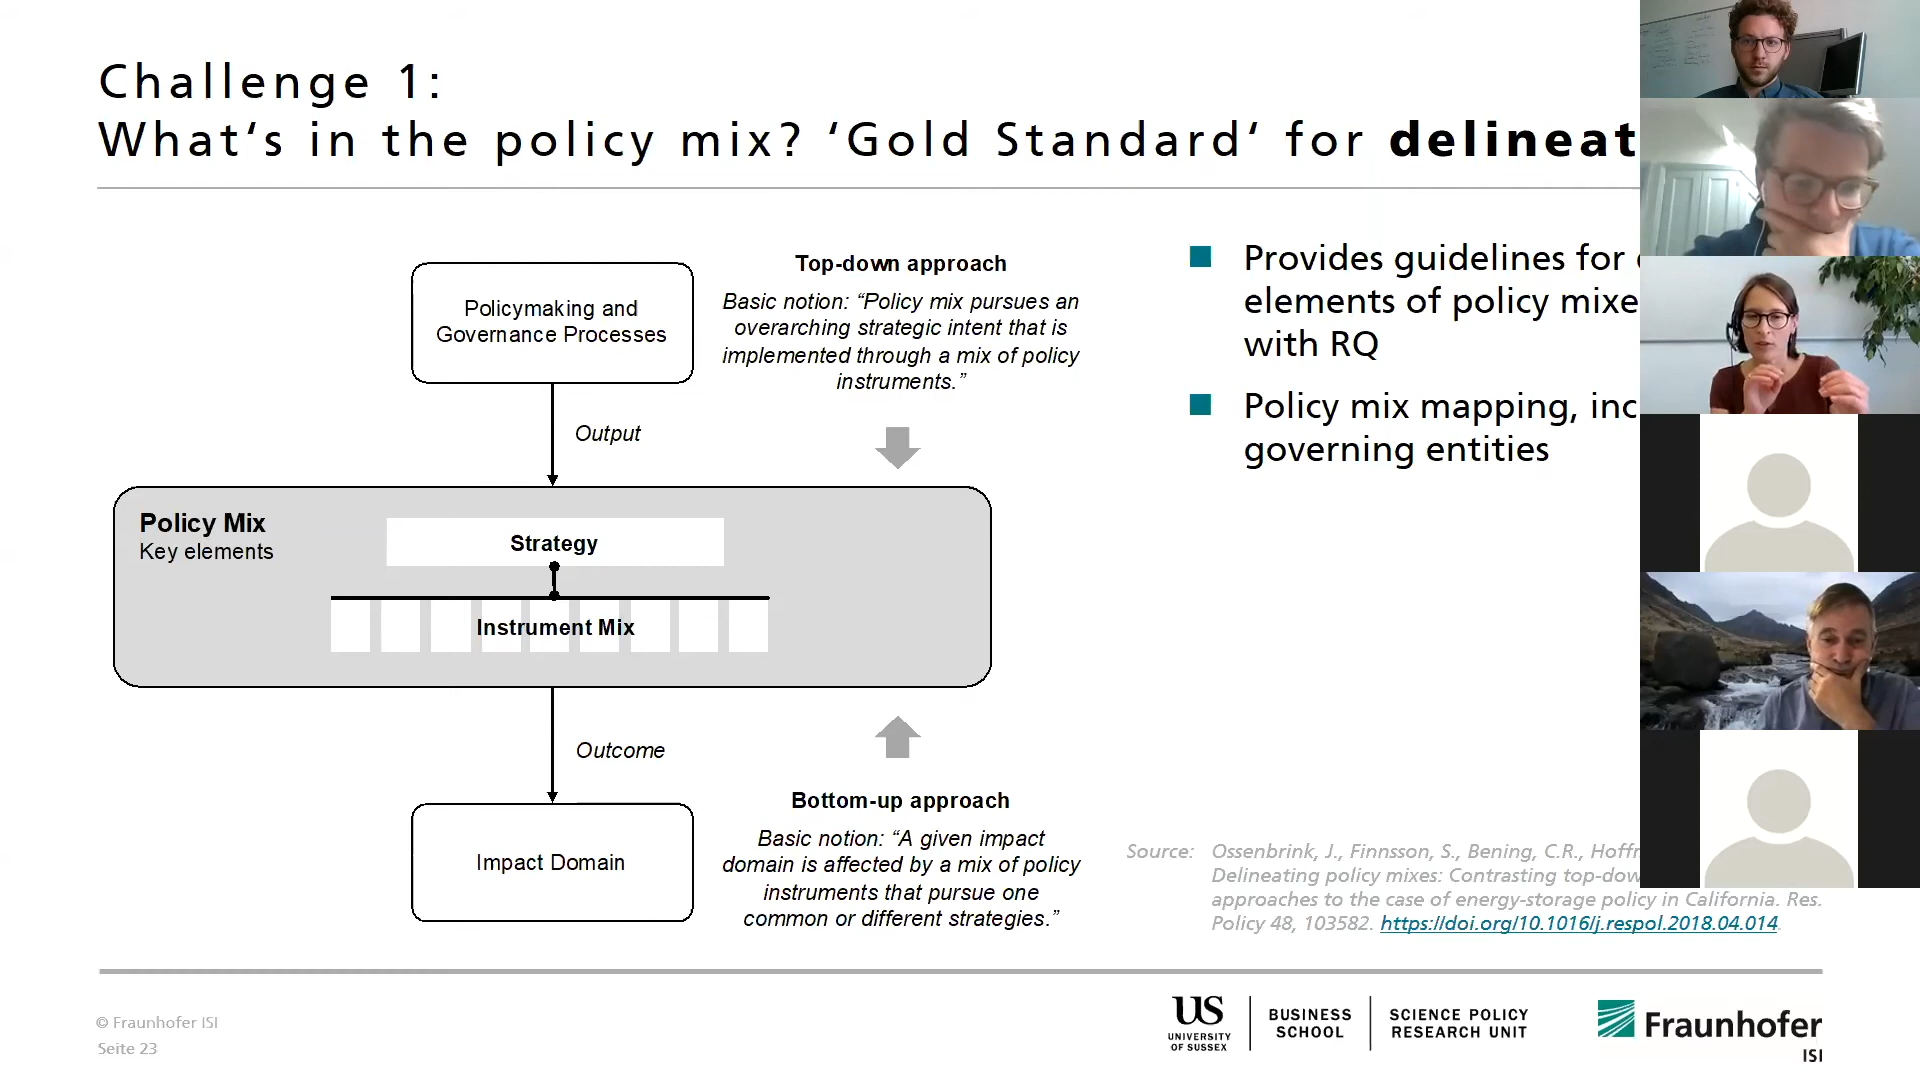 Challenge 1:
What‘s in the policy mix? ‘Gold Standard‘ for delineat
Policymaking and
Governance Processes
Output
Top-down approach
Basic notion: “Policy mix pursues an
overarching strategic intent that is
implemented through a mix of policy
instruments.”
Policy Mix
Key elements
Strategy
Instrument Mix
Outcome
Impact Domain
Bottom-up approach
Basic notion: “A given impact
domain is affected by a mix of policy
instruments that pursue one
common or different strategies.”
Provides guidelines for
elements of policy mixe
with RQ
Policy mix mapping, inc
governing entities
Source: Ossenbrink, J., Finnsson, S., Bening, C.R., Hoffm
Delineating policy mixes: Contrasting top-dow
approaches to the case of energy-storage policy in California. Res.
Policy 48, 103582. https://doi.org/10.1016/j.respol.2018.04.014.
© Fraunhofer ISI
Seite 23
US
UNIVERSITY
OF SUSSEX
BUSINESS
SCHOOL
SCIENCE POLICY
RESEARCH UNIT
Fraunhofer
ISI